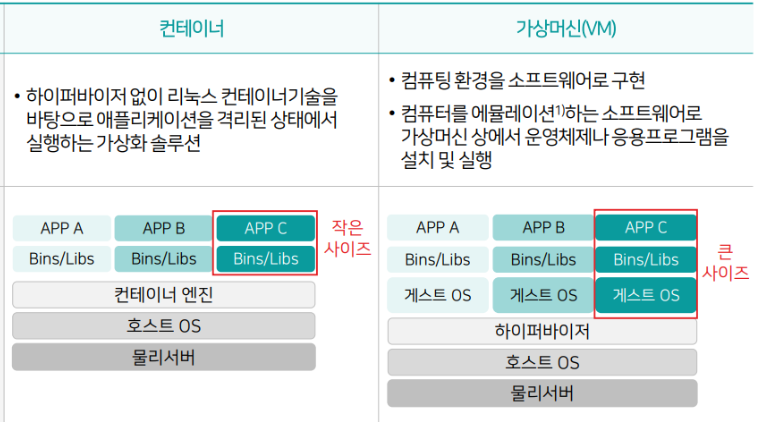 컨테이너
가상머신(VM)
• 하이퍼바이저 없이 리눅스 컨테이너기술을
바탕으로 애플리케이션을 격리된 상태에서
실행하는 가상화 솔루션
• 컴퓨팅 환경을 소프트웨어로 구현
• 컴퓨터를 에뮬레이션1)하는 소프트웨어로
가상머신 상에서 운영체제나 응용프로그램을
설치 및 실행
APP A APP B APP C
Bins/Libs Bins/Libs Bins/Libs
작은
사이즈
컨테이너 엔진
호스트 OS
물리서버
APP A APP B APP C
Bins/Libs Bins/Libs Bins/Libs
게스트 OS 게스트 OS 게스트 OS
큰
사이즈
하이퍼바이저
호스트 OS
물리서버